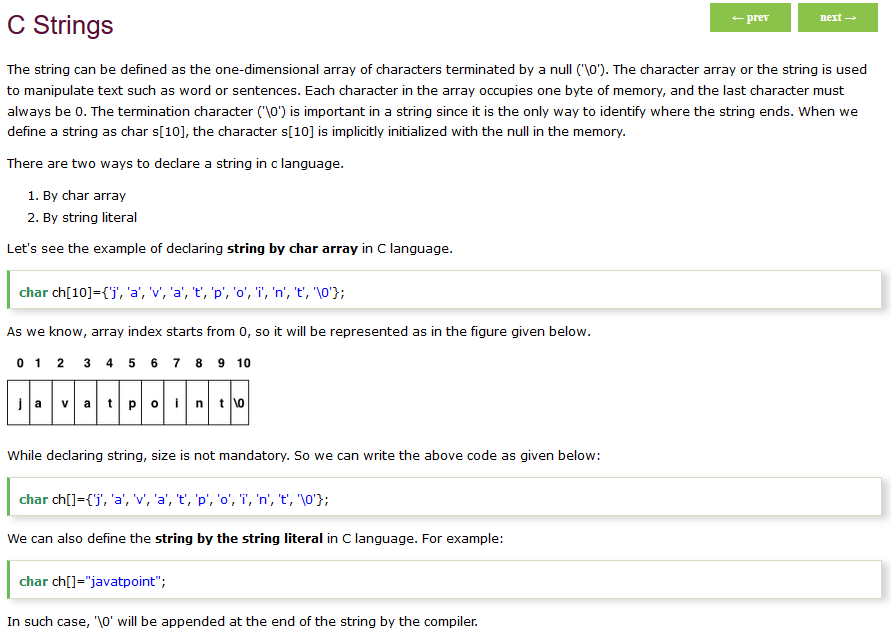 C Strings
← prev
next →
The string can be defined as the one-dimensional array of characters terminated by a null ('\0'). The character array or the string is used
to manipulate text such as word or sentences. Each character in the array occupies one byte of memory, and the last character must
always be 0. The termination character ('\0') is important in a string since it is the only way to identify where the string ends. When we
define a string as char s[10], the character s[10] is implicitly initialized with the null in the memory.
There are two ways to declare a string in c language.
1. By char array
2. By string literal
Let's see the example of declaring string by char array in C language.
char ch[10]={'j', 'a', 'v', 'a', 't', 'p', 'o', 'i', 'n', 't', '\0'};
As we know, array index starts from 0, so it will be represented as in the figure given below.
0 1 2 3 4 5 6 7 8 9 10
j a v a t p o i n t \0
While declaring string, size is not mandatory. So we can write the above code as given below:
char ch[]={'j', 'a', 'v', 'a', 't', 'p', 'o', 'i', 'n', 't', '\0'};
We can also define the string by the string literal in C language. For example:
char ch[]="javatpoint";
In such case, '\0' will be appended at the end of the string by the compiler.